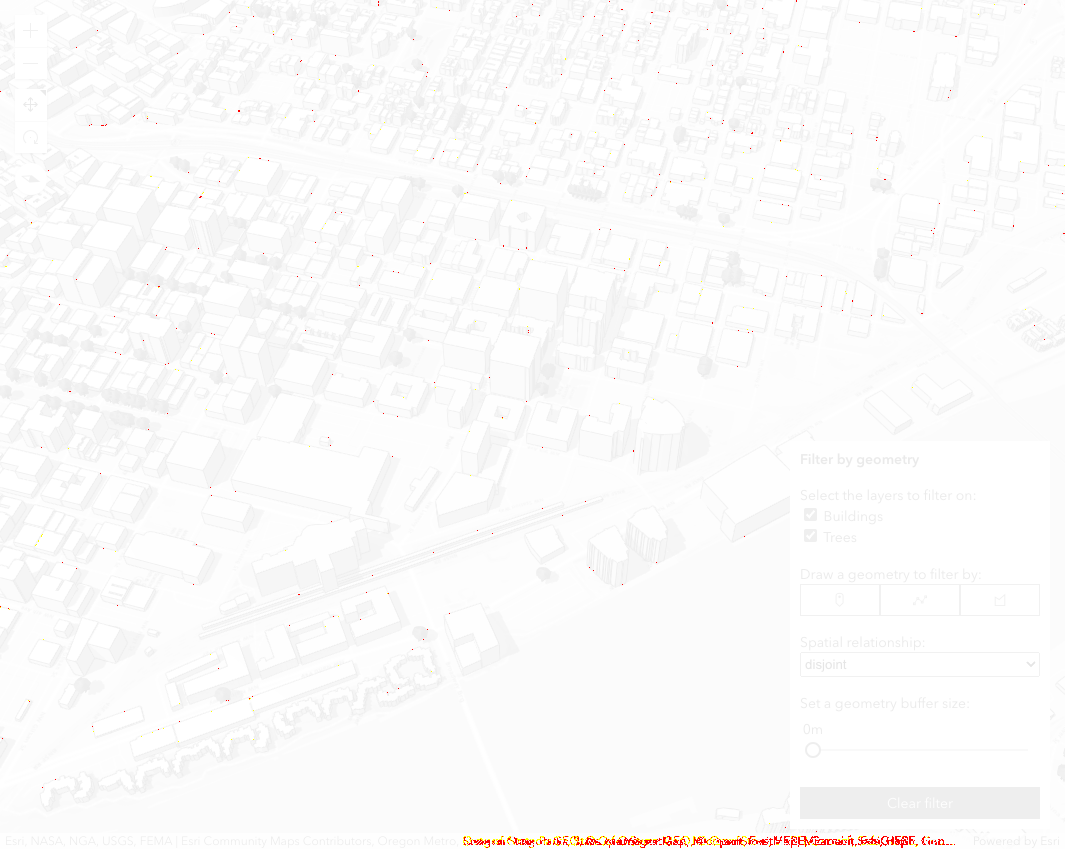 Filter by geometry
Select the layers to filter on:
Buildings
Trees
Draw a geometry to filter by:
Spatial relationship:
disjoint
Set a geometry buffer size:
0m
Clear filter
Esri, NASA, NGA, USGS, FEMA | Esri Community Maps Contributors, Oregon Metro,
Powered by Esri